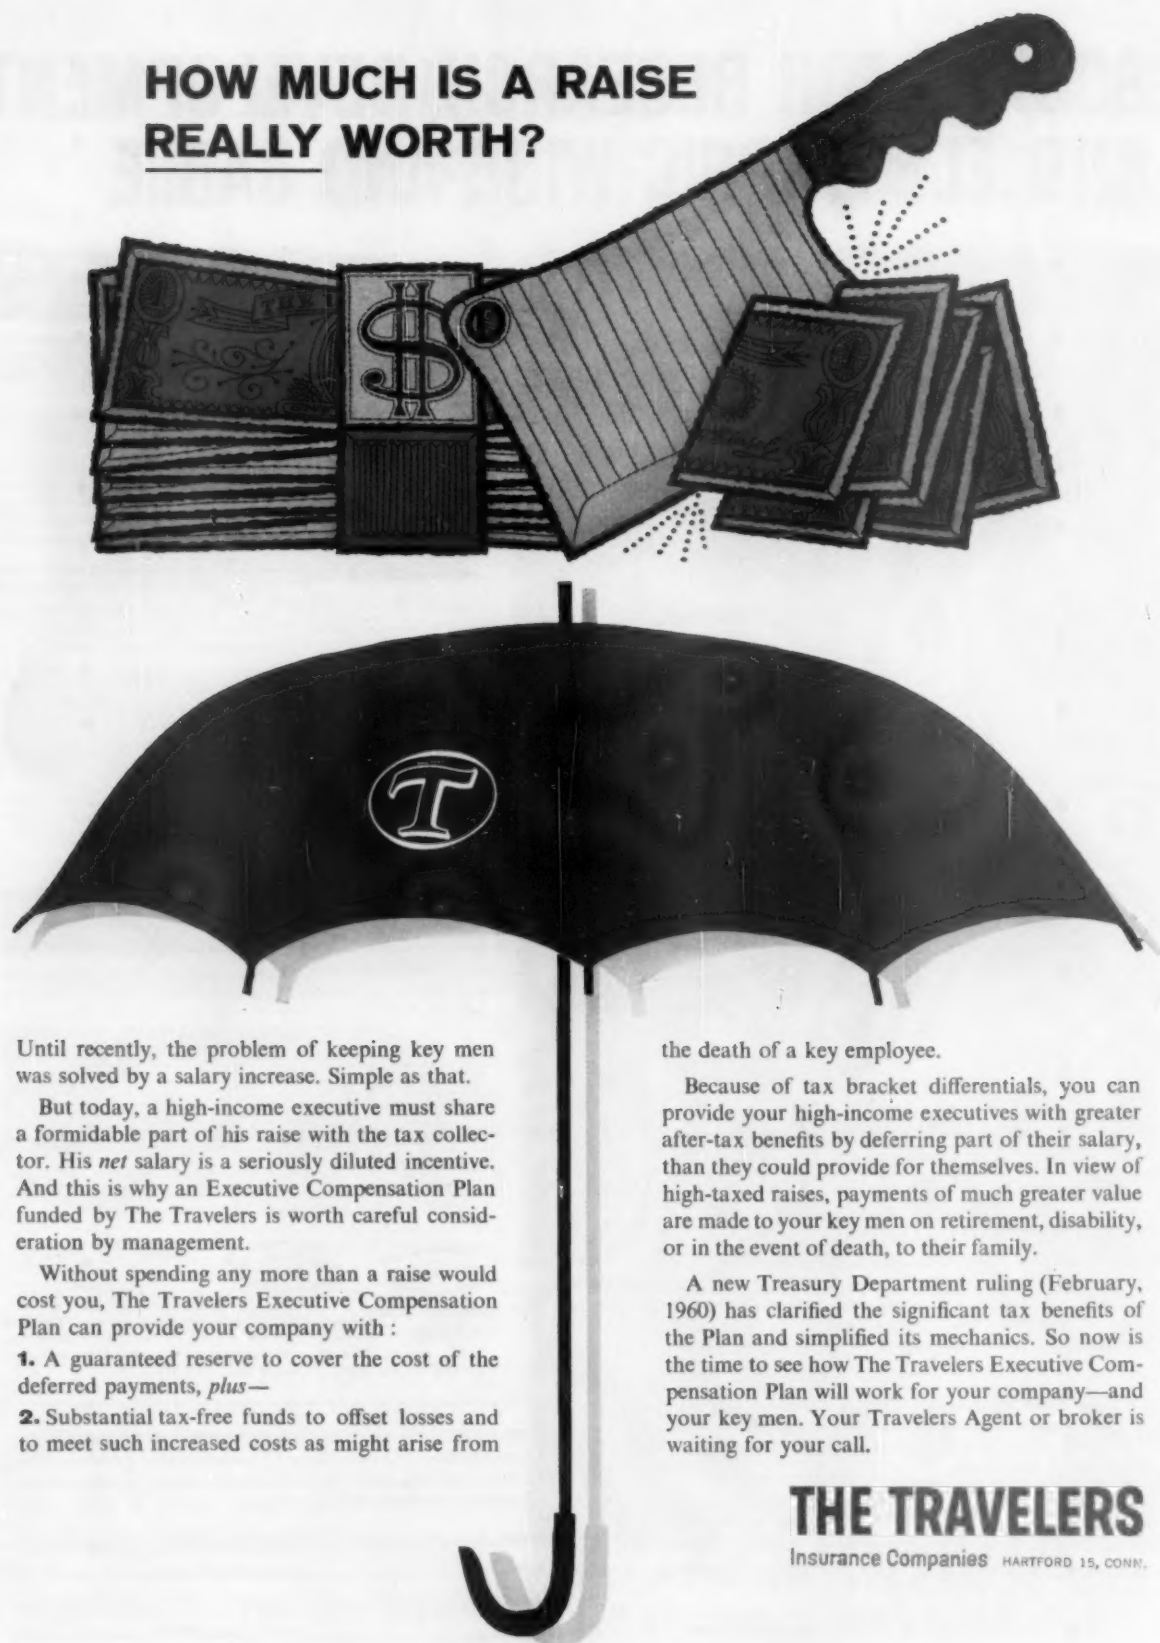 HOW MUCH IS A RAISE
REALLY WORTH?
$
T
Until recently, the problem of keeping key men
was solved by a salary increase. Simple as that.
But today, a high-income executive must share
a formidable part of his raise with the tax collec-
tor. His net salary is a seriously diluted incentive.
And this is why an Executive Compensation Plan
funded by The Travelers is worth careful consid-
eration by management.
Without spending any more than a raise would
cost you, The Travelers Executive Compensation
Plan can provide your company with :
1. A guaranteed reserve to cover the cost of the
deferred payments, plus—
2. Substantial tax-free funds to offset losses and
to meet such increased costs as might arise from
the death of a key employee.
Because of tax bracket differentials, you can
provide your high-income executives with greater
after-tax benefits by deferring part of their salary,
than they could provide for themselves. In view of
high-taxed raises, payments of much greater value
are made to your key men on retirement, disability,
or in the event of death, to their family.
A new Treasury Department ruling (February,
1960) has clarified the significant tax benefits of
the Plan and simplified its mechanics. So now is
the time to see how The Travelers Executive Com-
pensation Plan will work for your company—and
your key men. Your Travelers Agent or broker is
waiting for your call.
THE TRAVELERS
Insurance Companies HARTFORD 15, CONN.